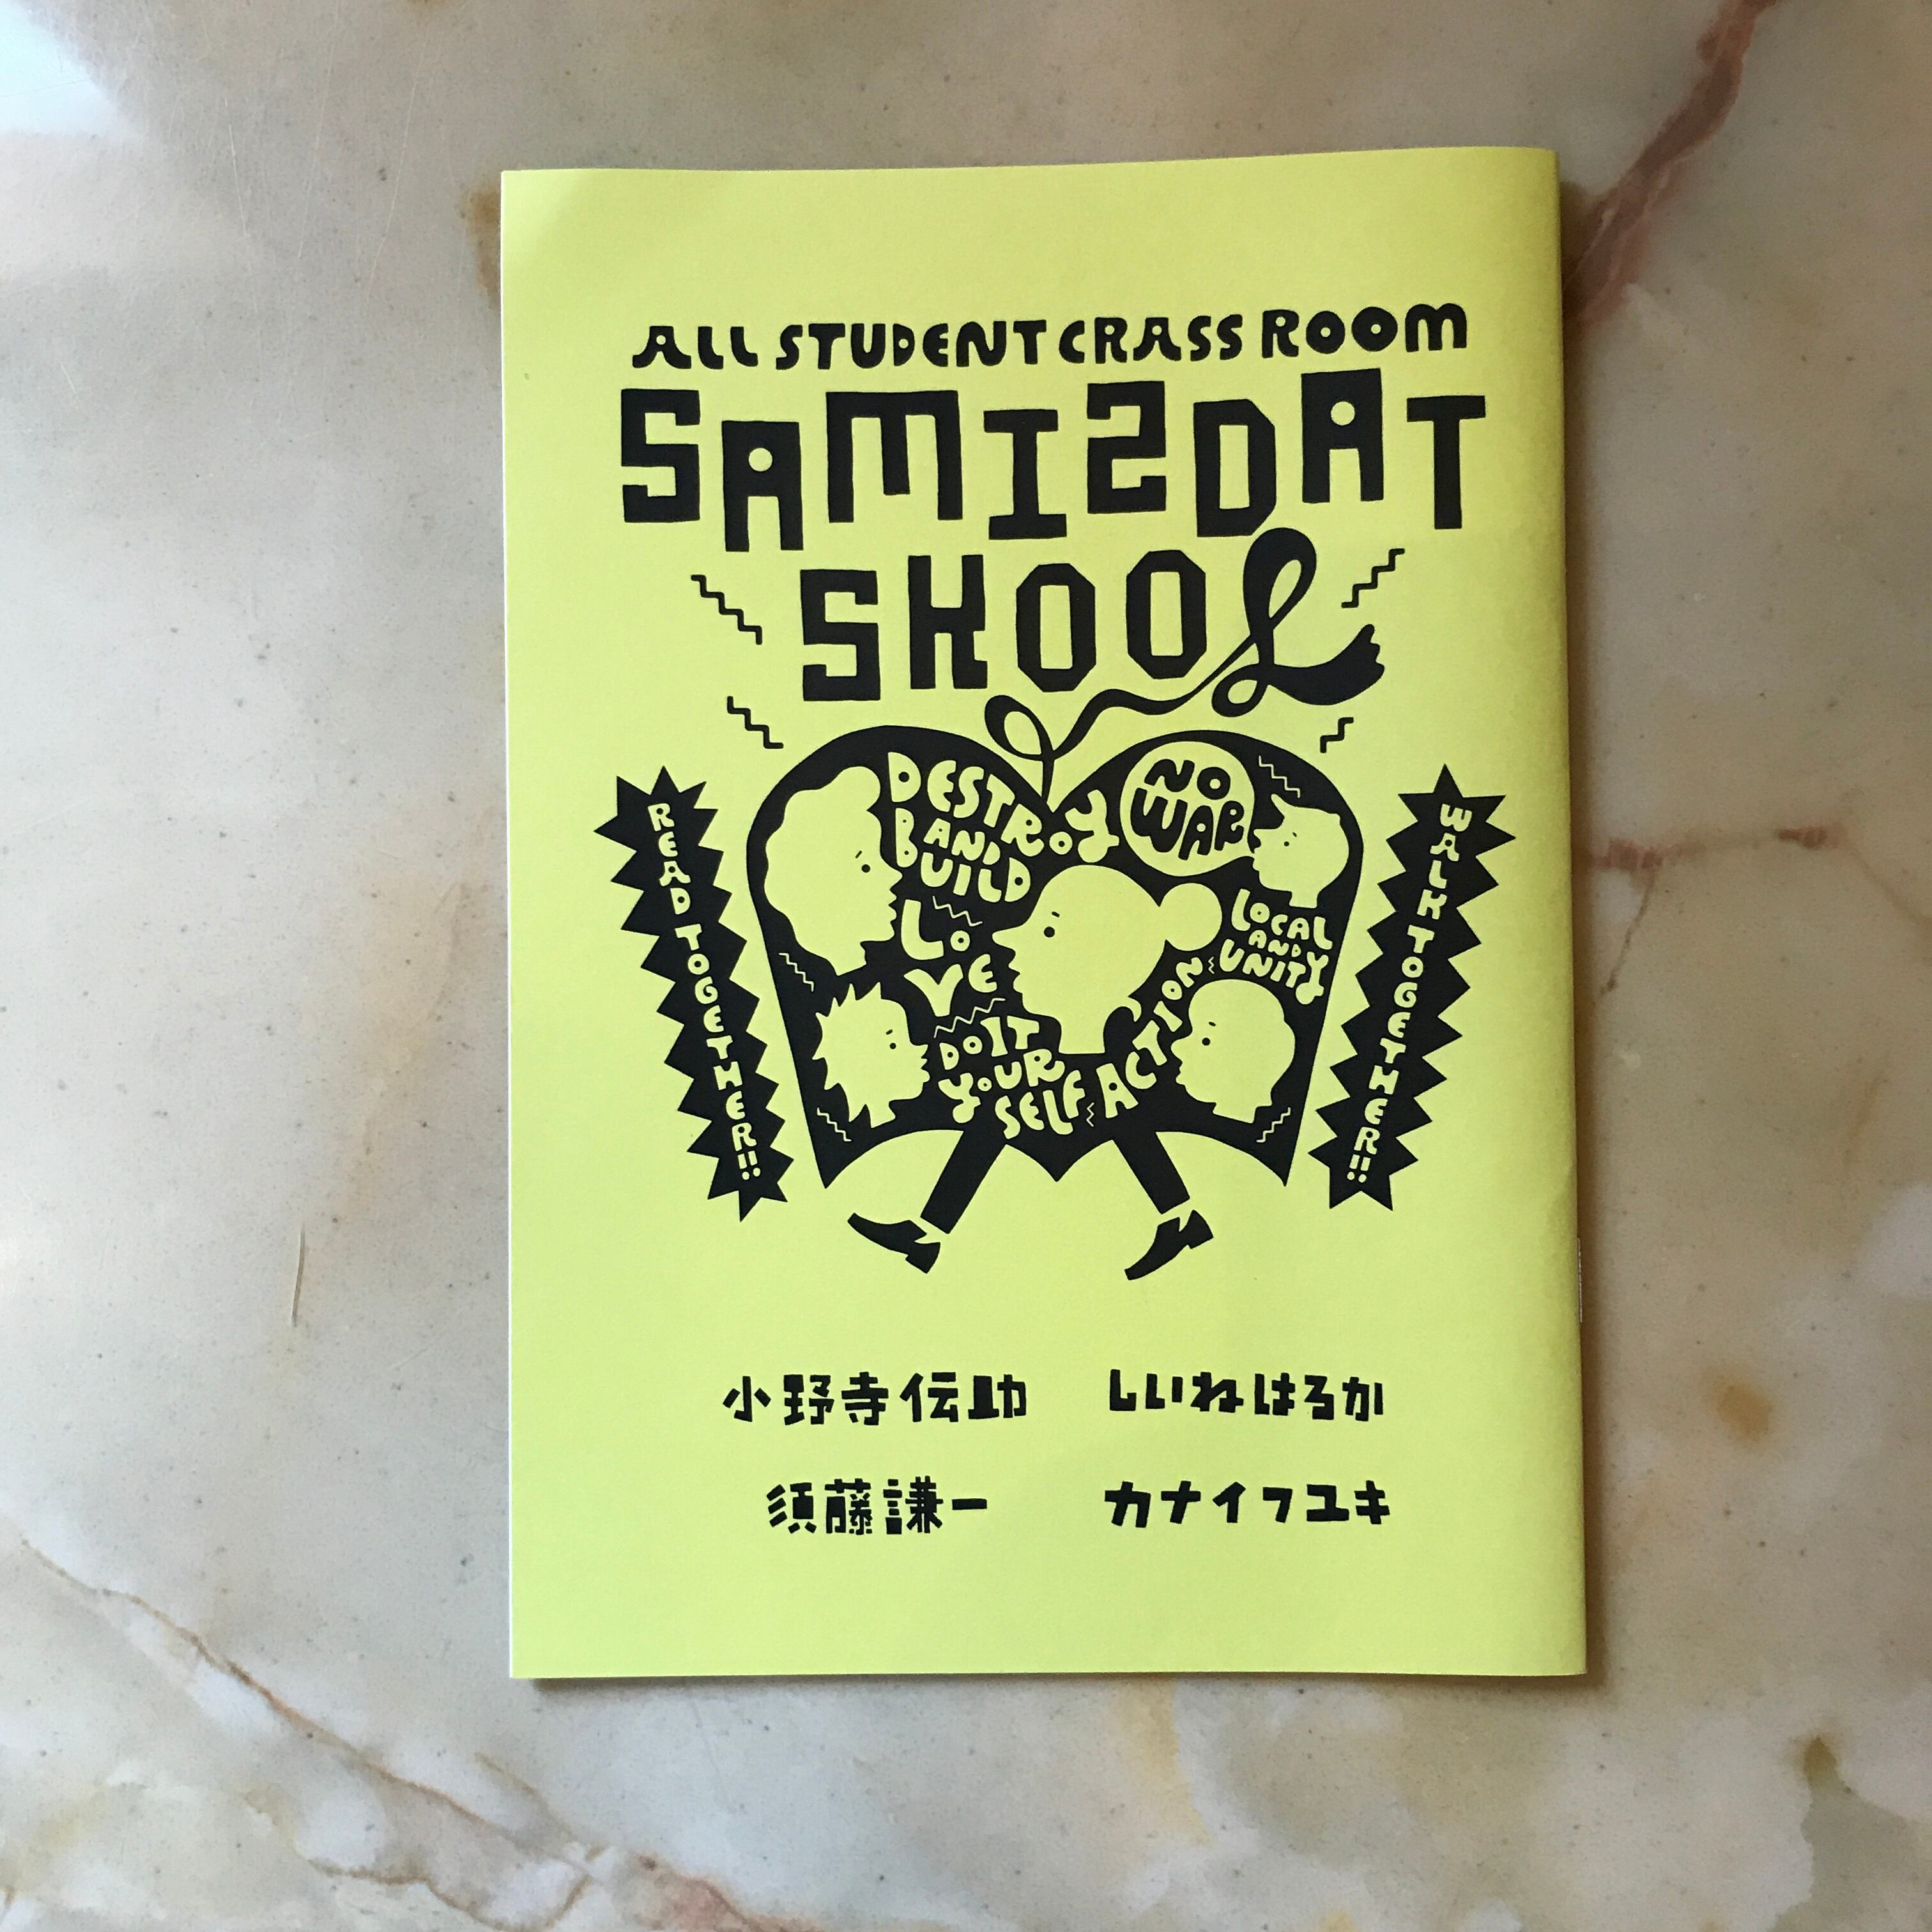 ALL STUDENT CRASS ROOM
SAMIZDAT
SKOOL
READ TOGETHER!!
DESTROY
AND
BUILD
LOVE
DO IT
YOUR
SELF
ACTION
NO
WAR
LOCAL
AND
UNITY
WALK TOGETHER!!
小野寺伝助 しいねはるか
須藤謙一 カナイフユキ